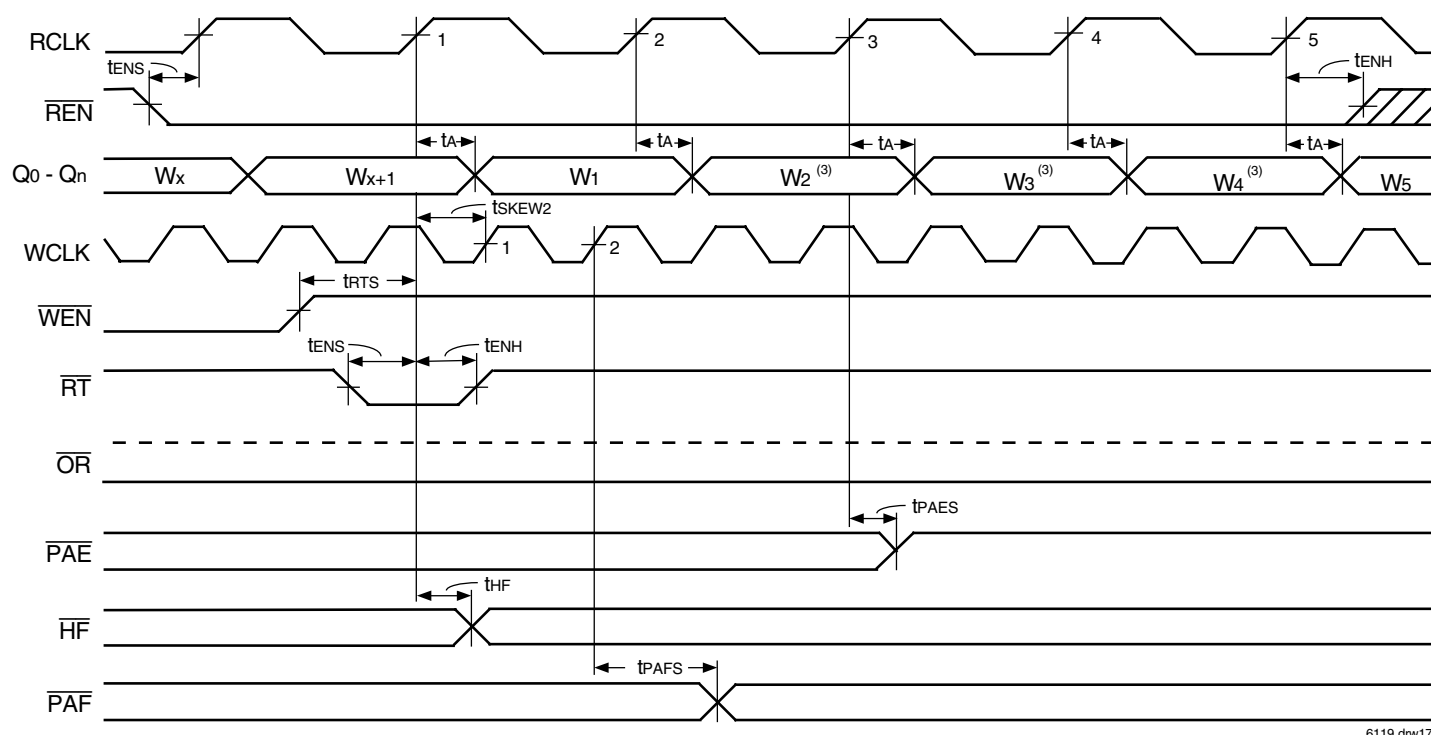 RCLK 1 2 3 4 5
tENS tENH
REN
tA tA tA tA tA
Q0 - Qn Wx Wx+1 W1 W2 (3) W3 (3) W4 (3) W5
tSKEW2
WCLK 1 2
tRTS
WEN
tENS tENH
RT
OR
tPAES
PAE
tHF
HF
tPAFS
PAF
6119 drw17